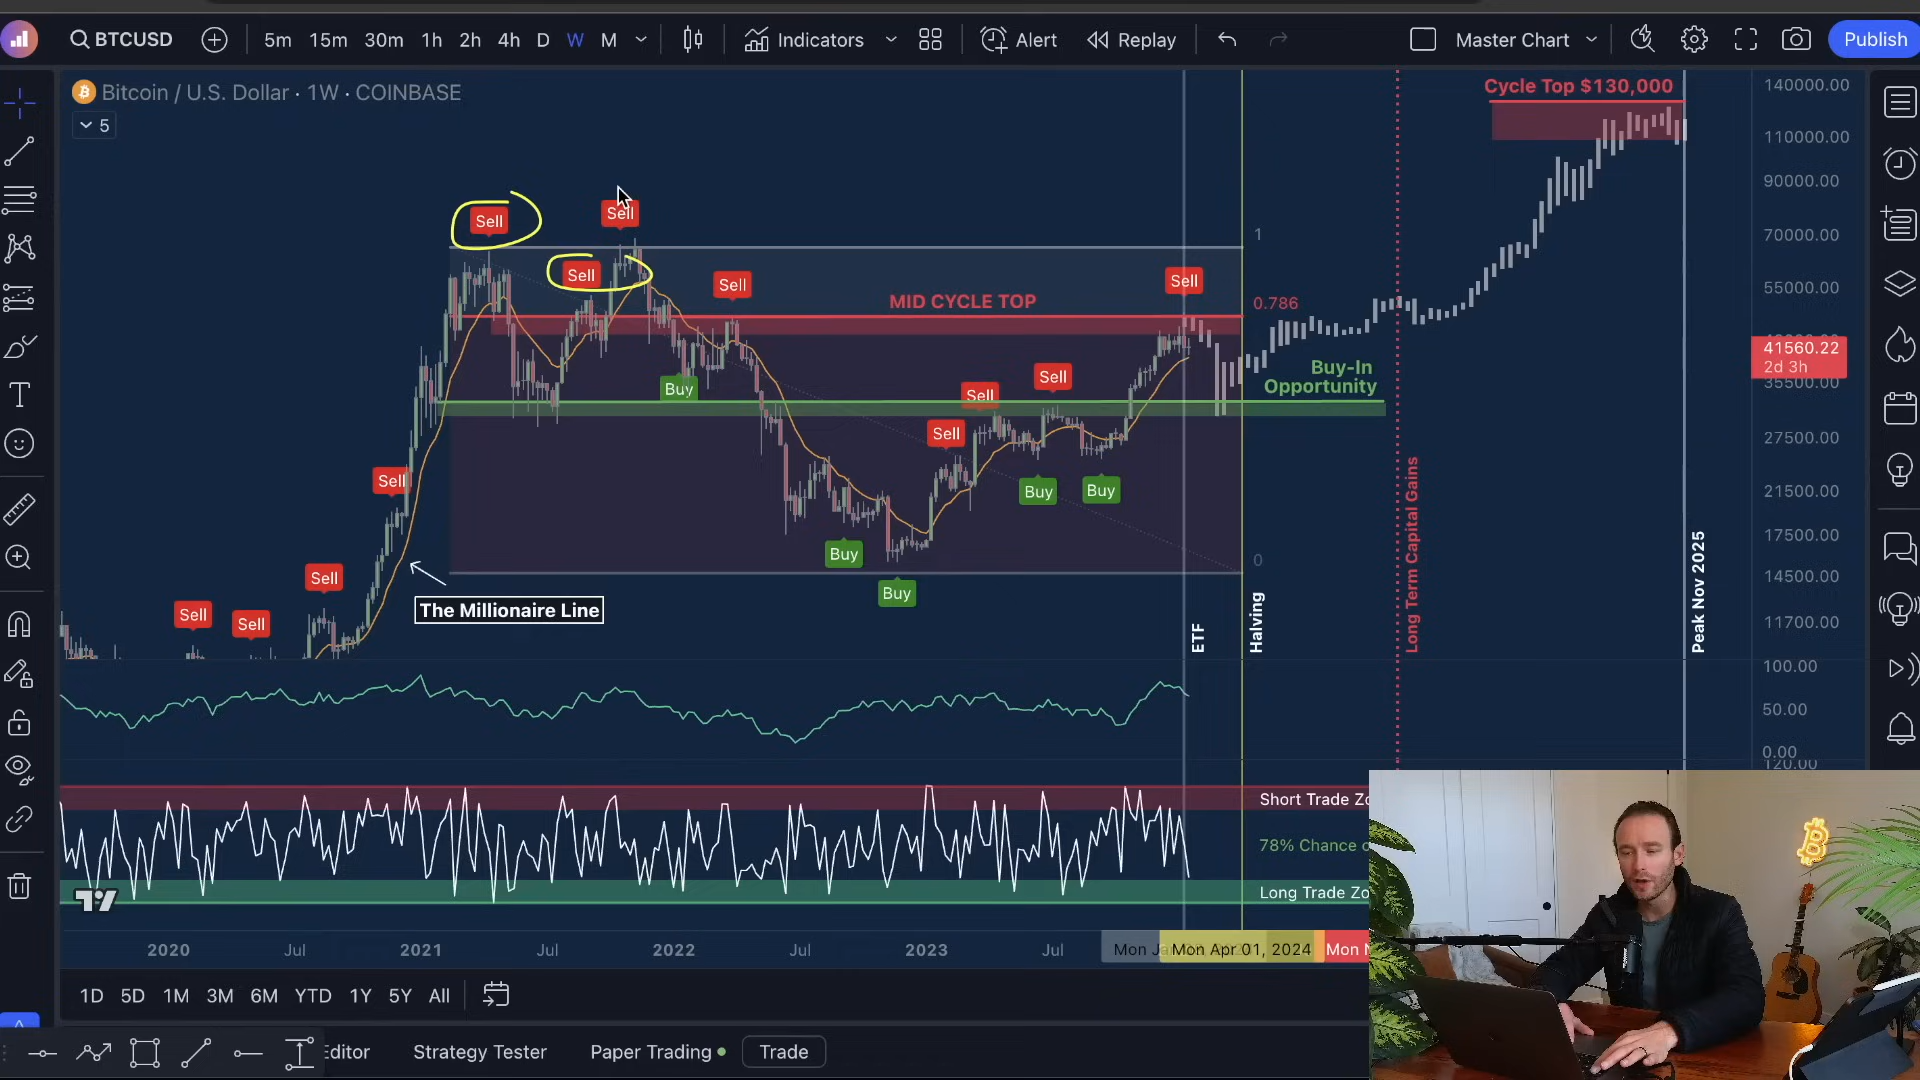 BTCUSD
5m 15m 30m 1h 2h 4h D W M
Indicators
Alert
Replay
Master Chart
Publish
Bitcoin / U.S. Dollar · 1W · COINBASE
5
Cycle Top $130,000
140000.00
110000.00
90000.00
70000.00
55000.00
41560.22
2d 3h
35500.00
27500.00
21500.00
17500.00
14500.00
11700.00
100.00
50.00
0.00
120.00
Sell
Sell
Sell
Sell
Sell
MID CYCLE TOP
1
0.786
Buy-In
Opportunity
Buy
Sell
Sell
Sell
Sell
Buy
Buy
Buy
Buy
0
Sell
Sell
Sell
The Millionaire Line
ETF
Halving
Long Term Capital Gains
Peak Nov 2025
Short Trade Zo
78% Chance o
Long Trade Zo
2020 Jul 2021 Jul 2022 Jul 2023 Jul
Mon J Mon Apr 01, 2024 Mon N
1D 5D 1M 3M 6M YTD 1Y 5Y All
Editor Strategy Tester Paper Trading Trade